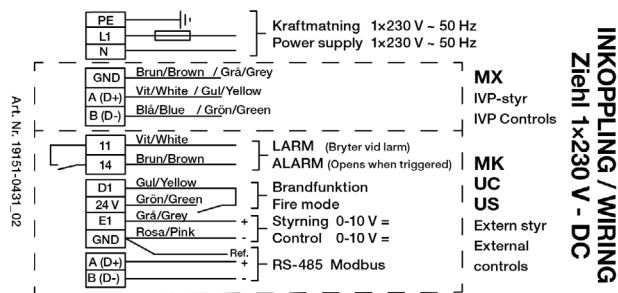 PE
L1
N
Kraftmatning 1×230 V ~ 50 Hz
Power supply 1×230 V ~ 50 Hz
GND Brun/Brown / Grå/Grey
A (D+) Vit/White / Gul/Yellow
B (D-) Blå/Blue / Grön/Green
MX
IVP-styr
IVP Controls
11 Vit/White
14 Brun/Brown
LARM (Bryter vid larm)
ALARM (Opens when triggered)
D1 Gul/Yellow
24 V Grön/Green
Brandfunktion
Fire mode
E1 Grå/Grey + Styrning 0-10 V =
GND Rosa/Pink - Control 0-10 V =
Ref.
A (D+) +
B (D-) -
RS-485 Modbus
MK
UC
US
Extern styr
External
controls
INKOPPLING / WIRING
Ziehl 1×230 V - DC
Art. Nr. 19151-0431_02